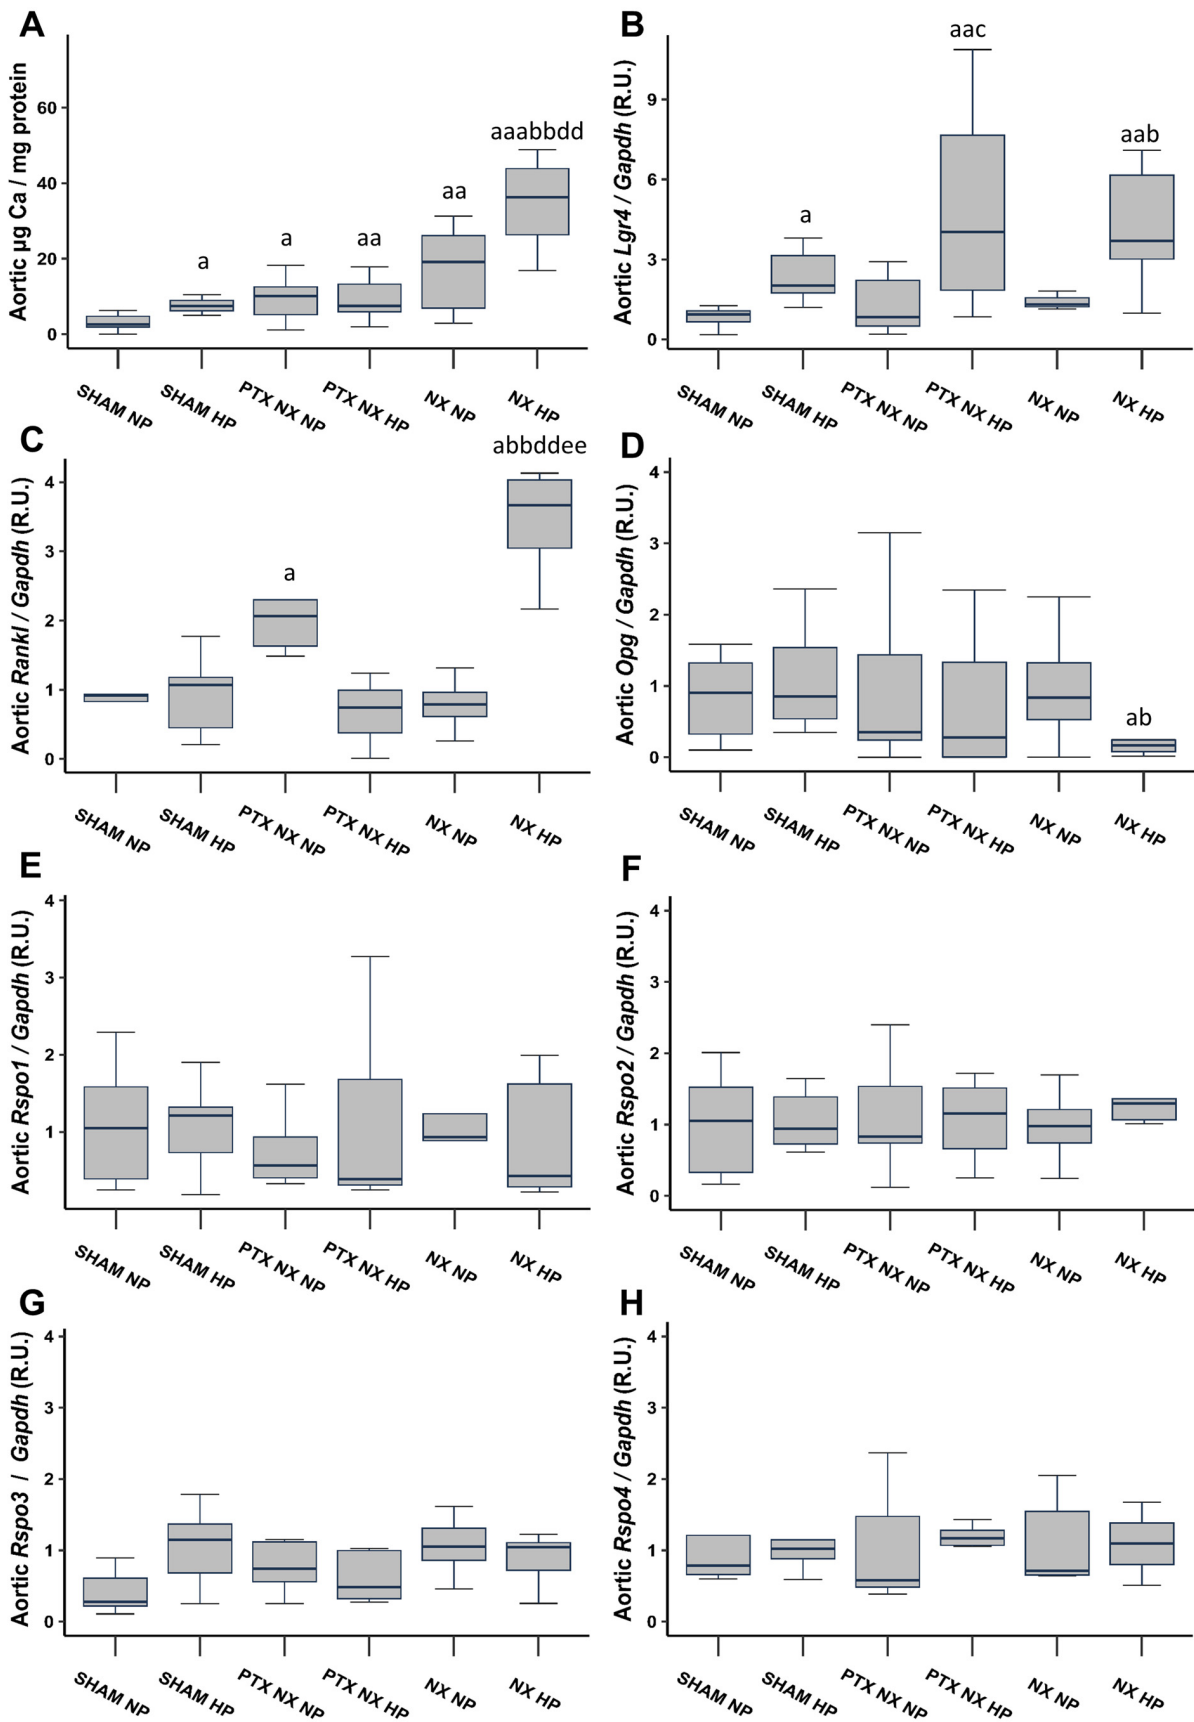 A
Aortic µg Ca / mg protein
60
40
20
0
a
a
aa
aa
aaabbdd
SHAM NP
SHAM HP
PTX NX NP
PTX NX HP
NX NP
NX HP
B
Aortic Lgr4 / Gapdh (R.U.)
9
6
3
0
a
aac
aab
SHAM NP
SHAM HP
PTX NX NP
PTX NX HP
NX NP
NX HP
C
Aortic Rankl / Gapdh (R.U.)
4
3
2
1
0
a
abbddee
SHAM NP
SHAM HP
PTX NX NP
PTX NX HP
NX NP
NX HP
D
Aortic Opg / Gapdh (R.U.)
4
3
2
1
0
ab
SHAM NP
SHAM HP
PTX NX NP
PTX NX HP
NX NP
NX HP
E
Aortic Rspo1 / Gapdh (R.U.)
4
3
2
1
SHAM NP
SHAM HP
PTX NX NP
PTX NX HP
NX NP
NX HP
F
Aortic Rspo2 / Gapdh (R.U.)
4
3
2
1
0
SHAM NP
SHAM HP
PTX NX NP
PTX NX HP
NX NP
NX HP
G
Aortic Rspo3 / Gapdh (R.U.)
4
3
2
1
0
SHAM NP
SHAM HP
PTX NX NP
PTX NX HP
NX NP
NX HP
H
Aortic Rspo4 / Gapdh (R.U.)
4
3
2
1
0
SHAM NP
SHAM HP
PTX NX NP
PTX NX HP
NX NP
NX HP